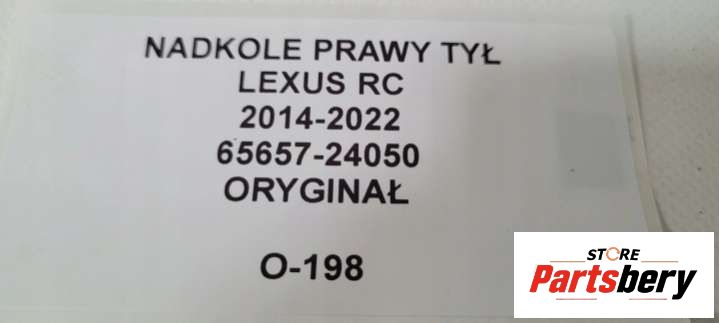 NADKOLE PRAWY TYŁ
LEXUS RC
2014-2022
65657-24050
ORYGINAŁ
O-198
STORE
Partsbery